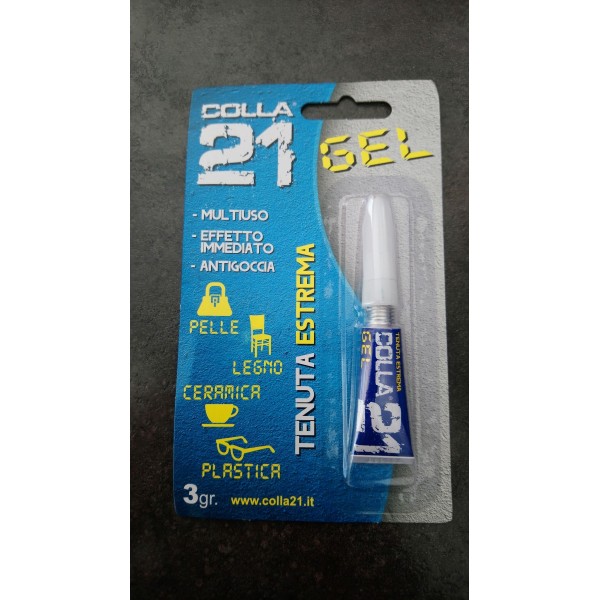 COLLA®
21
GEL
- MULTIUSO
- EFFETTO
IMMEDIATO
- ANTIGOCCIA
TENUTA ESTREMA
PELLE
LEGNO
CERAMICA
PLASTICA
3gr.
www.colla21.it
TENUTA ESTREMA
COLLA
GEL
21